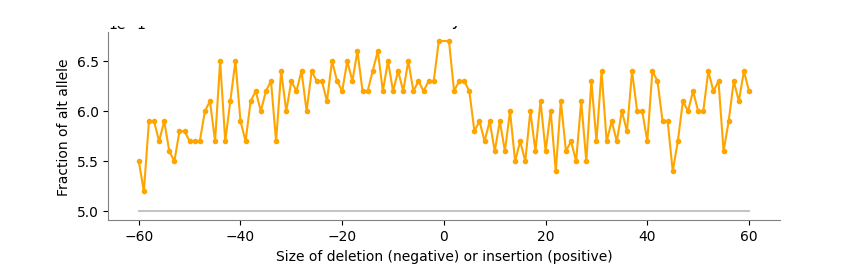 6.5
6.0
5.5
5.0
Fraction of alt allele
−60 −40 −20 0 20 40 60
Size of deletion (negative) or insertion (positive)